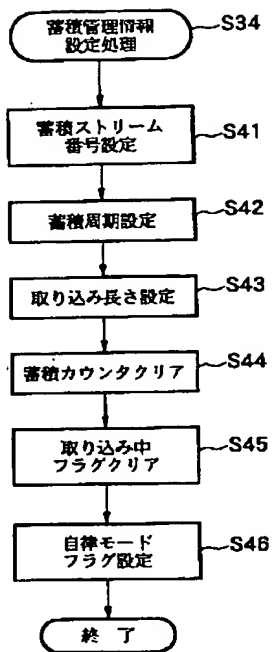 蓄積管理情報
設定処理
S34
蓄積ストリーム
番号設定
S41
蓄積周期設定
S42
取り込み長さ設定
S43
蓄積カウンタクリア
S44
取り込み中
フラグクリア
S45
自律モード
フラグ設定
S46
終了